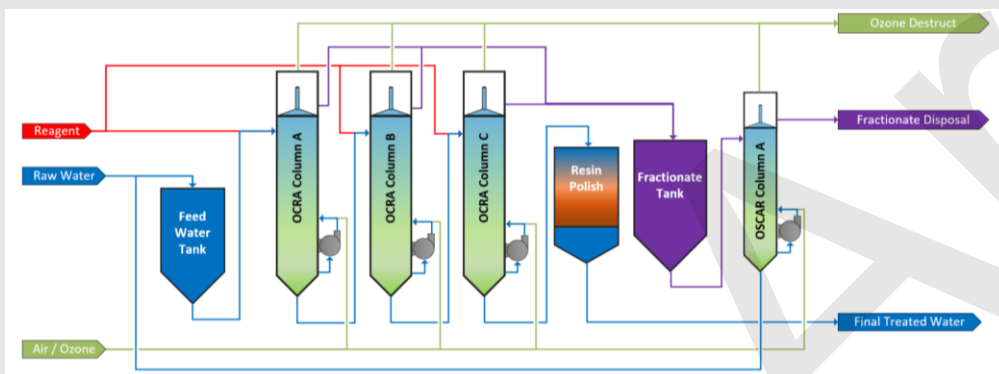 Ozone Destruct
Reagent
Raw Water
Feed
Water
Tank
OCRA Column A
OCRA Column B
OCRA Column C
Resin
Polish
Fractionate
Tank
OSCAR Column A
Fractionate Disposal
Final Treated Water
Air / Ozone